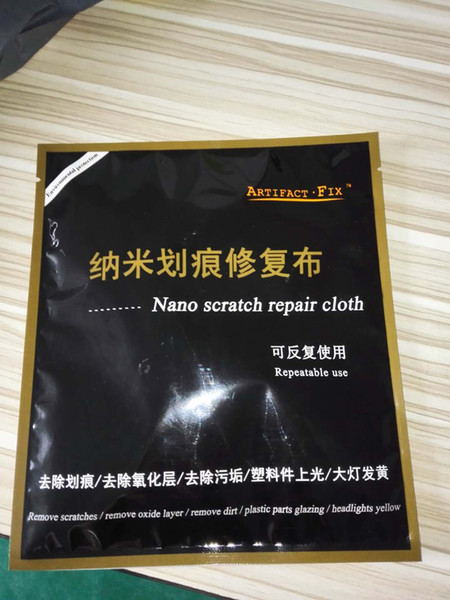 Environmental protection
ARTIFACT·FIX™
纳米划痕修复布
......... Nano scratch repair cloth
可反复使用
Repeatable use
去除划痕/去除氧化层/去除污垢/塑料件上光/大灯发黄
Remove scratches / remove oxide layer / remove dirt / plastic parts glazing / headlights yellow